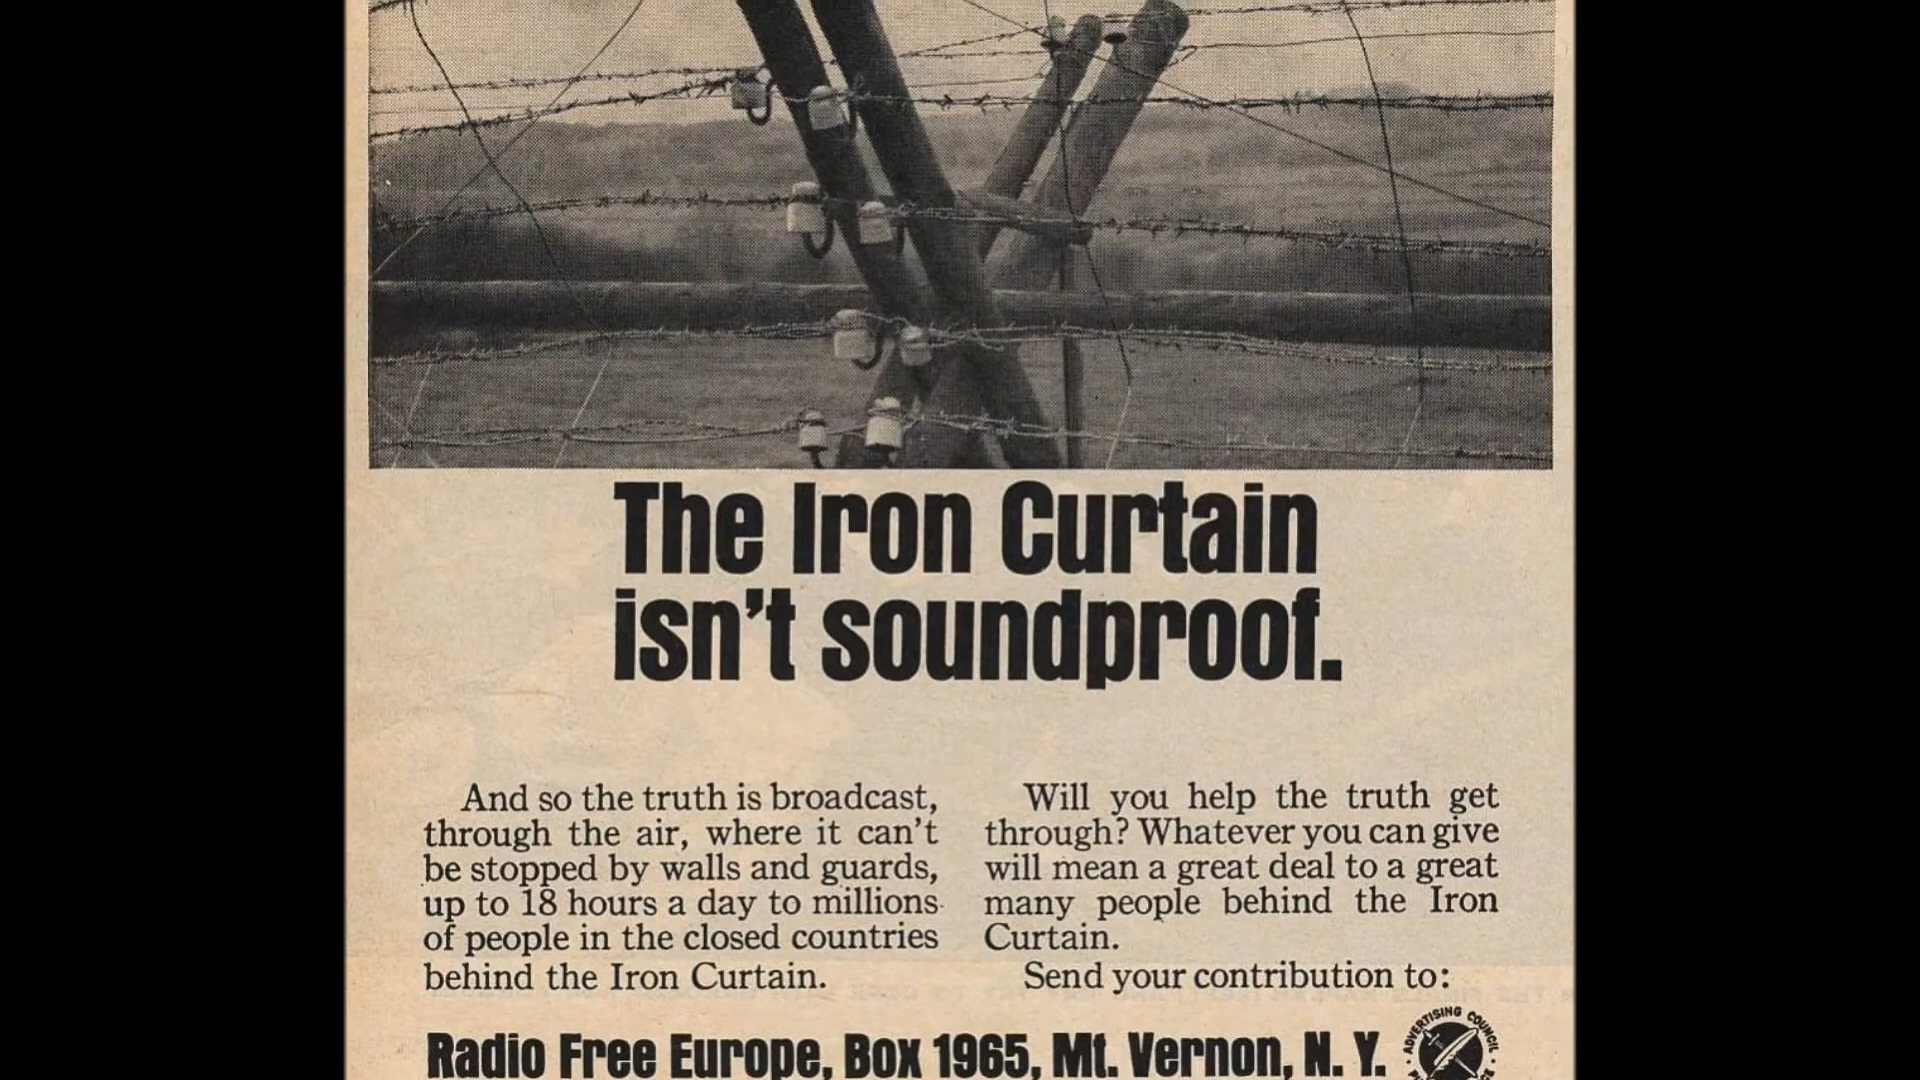 The Iron Curtain
isn't soundproof.
And so the truth is broadcast,
through the air, where it can't
be stopped by walls and guards,
up to 18 hours a day to millions
of people in the closed countries
behind the Iron Curtain.
Will you help the truth get
through? Whatever you can give
will mean a great deal to a great
many people behind the Iron
Curtain.
Send your contribution to:
Radio Free Europe, Box 1965, Mt. Vernon, N. Y.
ADVERTISING COUNCIL